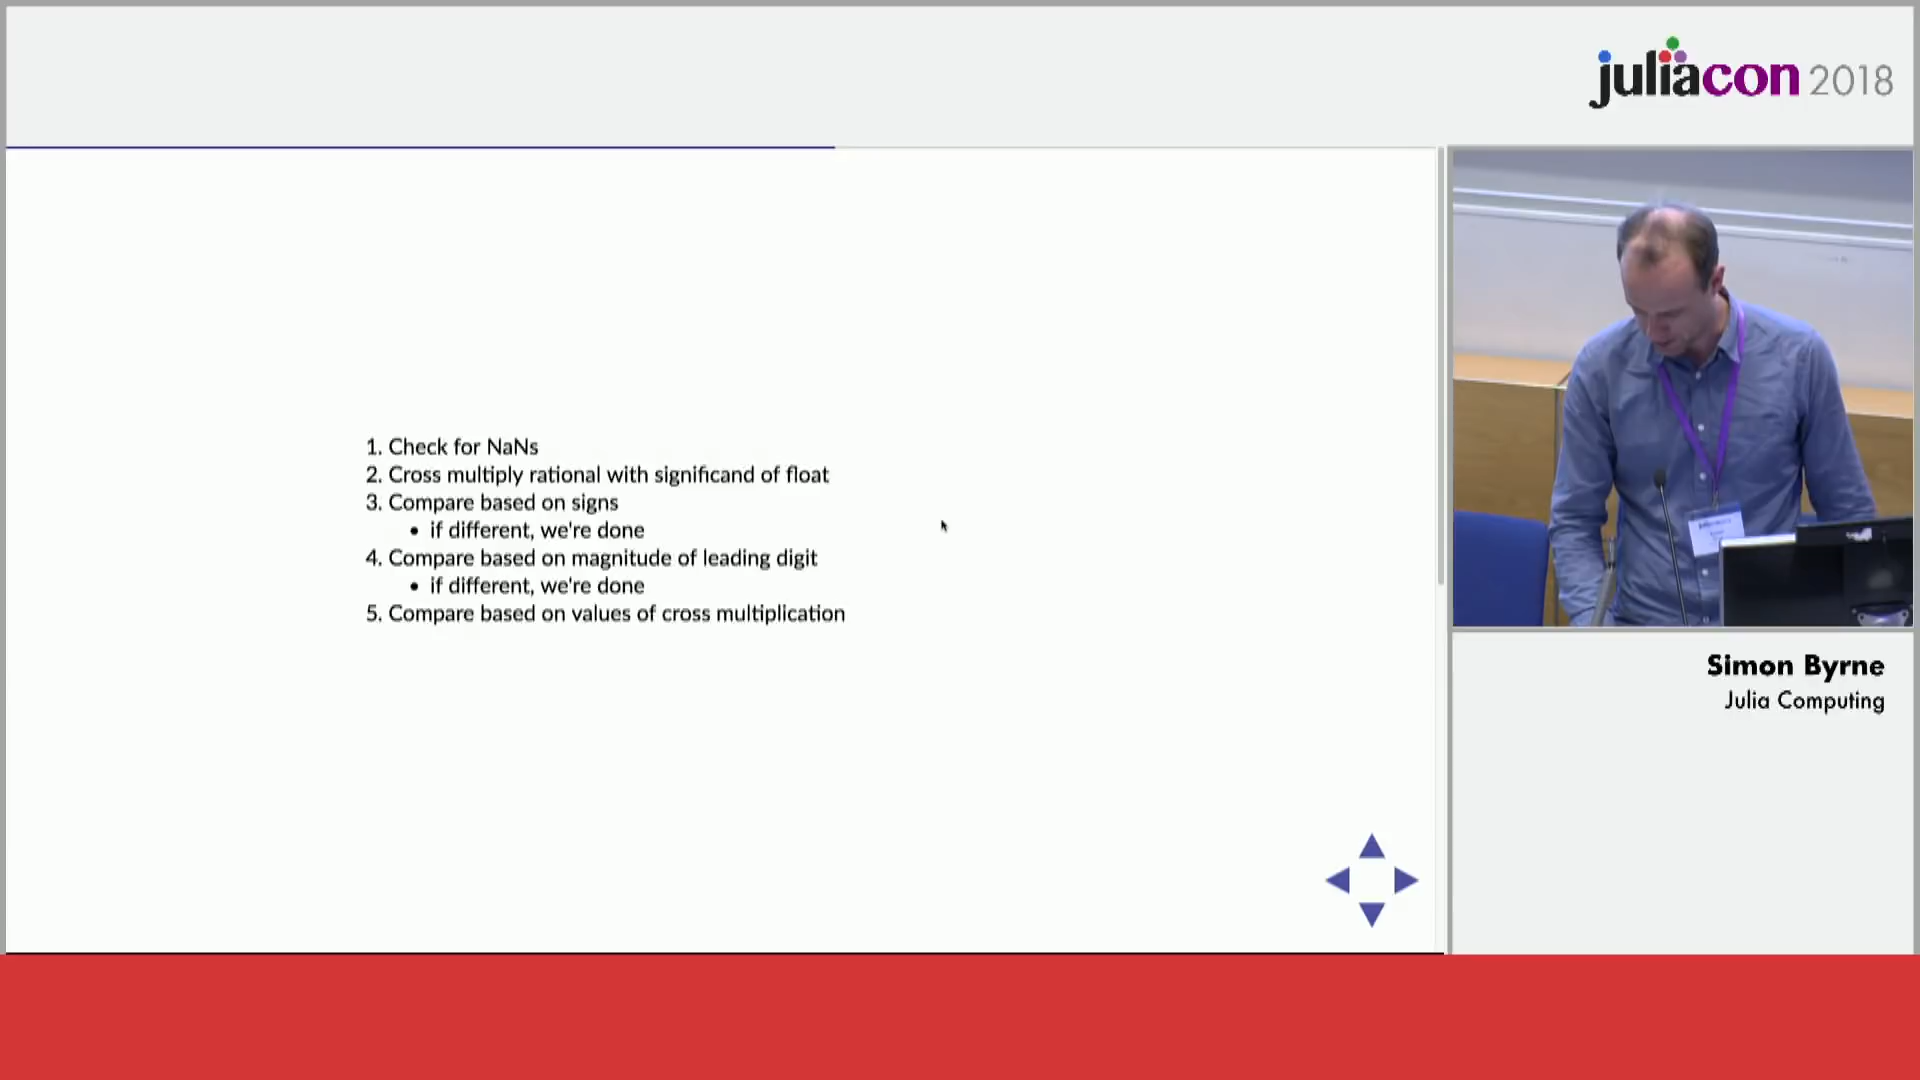 juliacon 2018
1. Check for NaNs
2. Cross multiply rational with significand of float
3. Compare based on signs
• if different, we're done
4. Compare based on magnitude of leading digit
• if different, we're done
5. Compare based on values of cross multiplication
Simon Byrne
Julia Computing